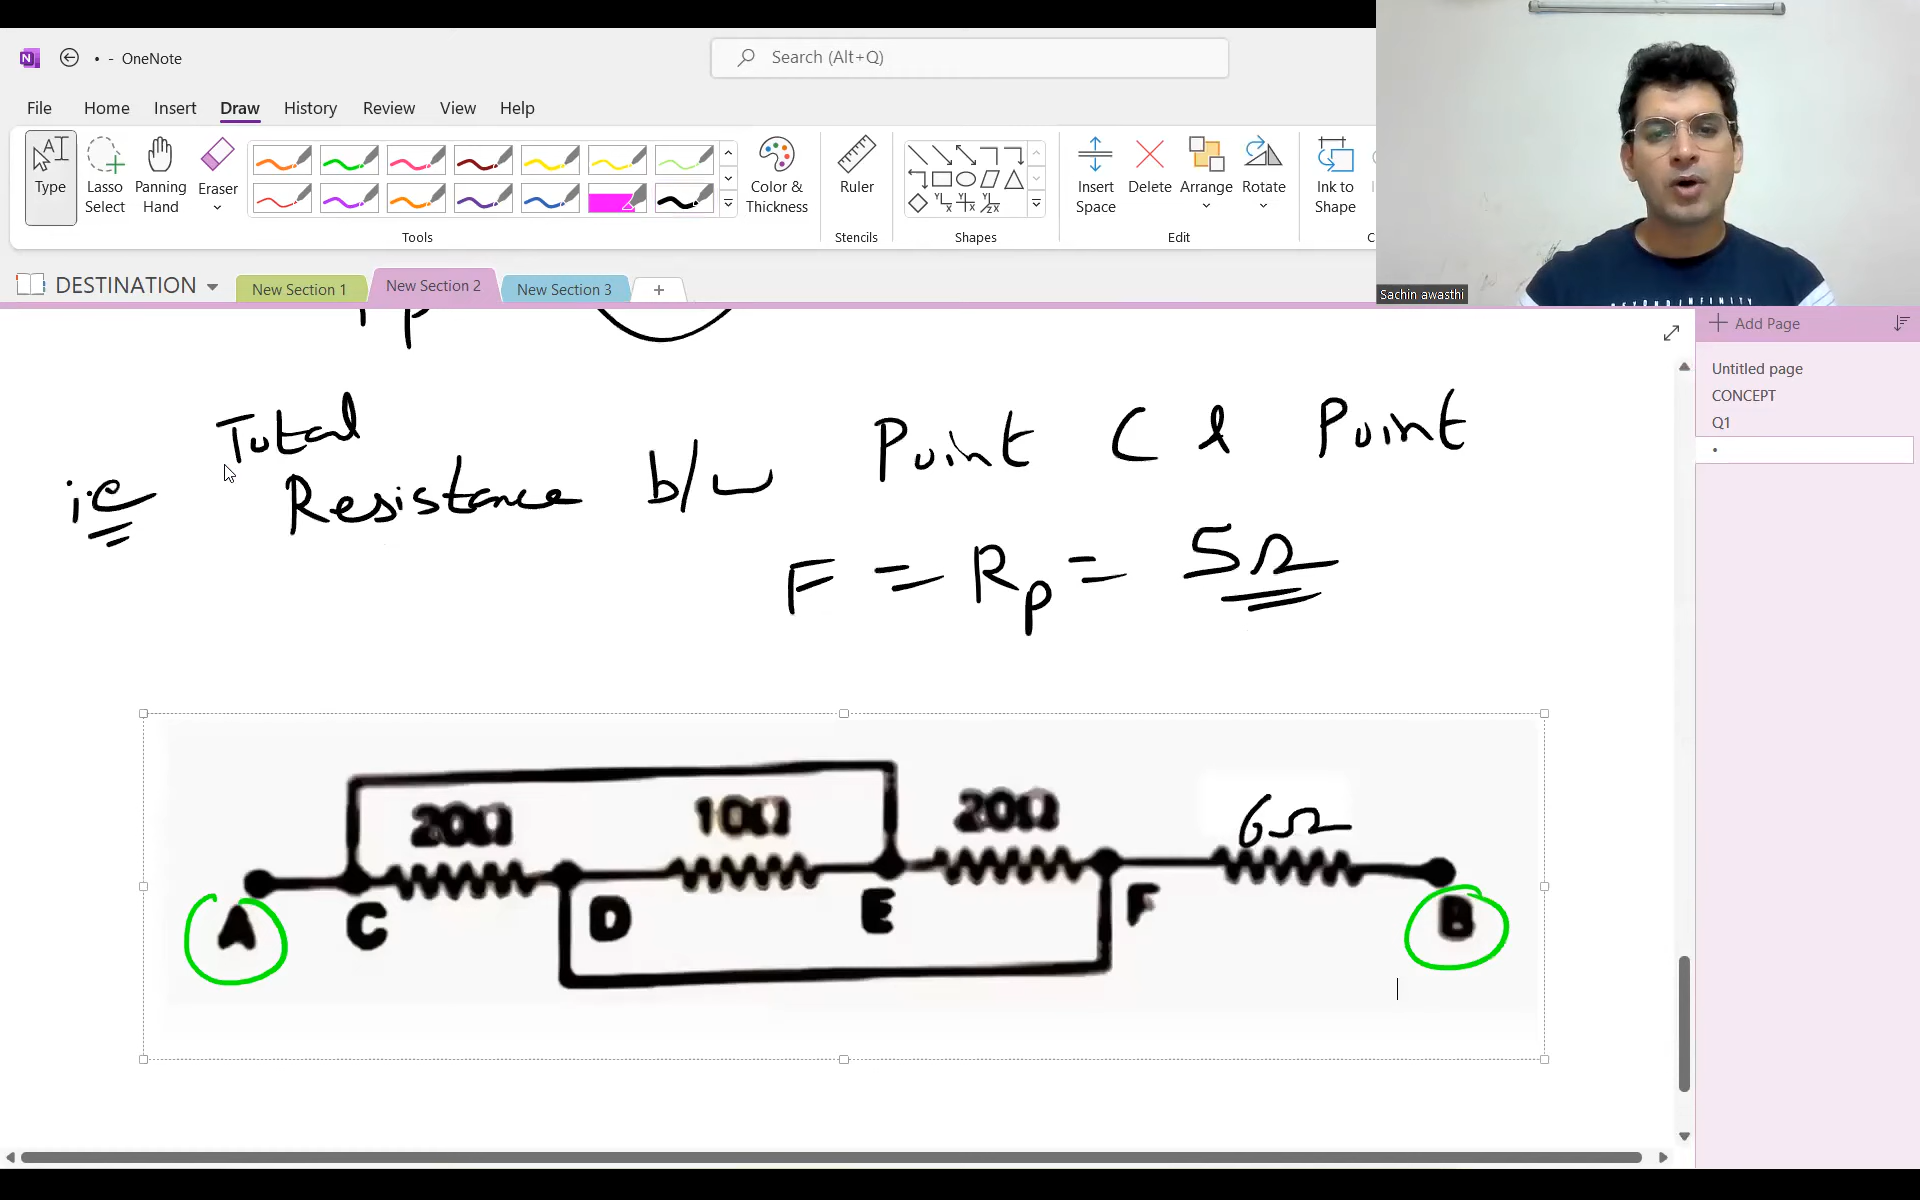 - OneNote
Search (Alt+Q)
File Home Insert Draw History Review View Help
Type
Lasso Select
Panning Hand
Eraser
Color & Thickness
Ruler
Insert Space
Delete
Arrange
Rotate
Ink to Shape
Tools
Stencils
Shapes
Edit
DESTINATION
New Section 1
New Section 2
New Section 3
Sachin awasthi
BEYOND/INFINITY
Add Page
Untitled page
CONCEPT
Q1
p
Total
i.e Resistance b/w Point C & Point
F = Rp = 5Ω
20Ω 10Ω 20Ω 6Ω
A C D E F B